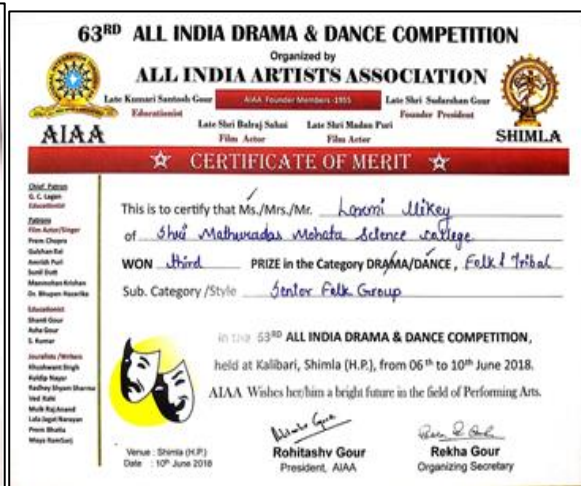 63RD ALL INDIA DRAMA & DANCE COMPETITION
Organized by
ALL INDIA ARTISTS ASSOCIATION
Late Kumari Santosh Gour
Educationist
AIAA Founder Members -1955
Late Shri Sudarshan Gour
Founder President
Late Shri Balraj Sahni
Film Actor
Late Shri Madan Puri
Film Actor
AIAA
SHIMLA
CERTIFICATE OF MERIT
Chief Patron
G. C. Lagan
Educationist
Patrons
Film Actor/Singer
Prem Chopra
Gulshan Rai
Amrish Puri
Sunil Dutt
Manmohan Krishan
Dr. Bhupen Hazarika
Educationist
Shanti Gour
Asha Gour
S. Kumar
Journalists /Writers
Khushwant Singh
Kuldip Nayar
Radhey Shyam Sharma
Ved Rahi
Mulk Raj Anand
Lala Jagat Narayan
Prem Bhatia
Maya
This is to certify that Ms./Mrs./Mr. Laxmi Mikey
of Shri Mathuradas Mohata Science College
WON third PRIZE in the Category DRAMA/DANCE, Folk & Tribal
Sub. Category /Style Senior Folk Group
in the 63RD ALL INDIA DRAMA & DANCE COMPETITION,
held at Kalibari, Shimla (H.P.), from 06th to 10th June 2018.
AIAA Wishes her/him a bright future in the field of Performing Arts.
Venue : Shimla (H.P.)
Date : 10th June 2018
Rohitashv Gour
President, AIAA
Rekha Gour
Organizing Secretary